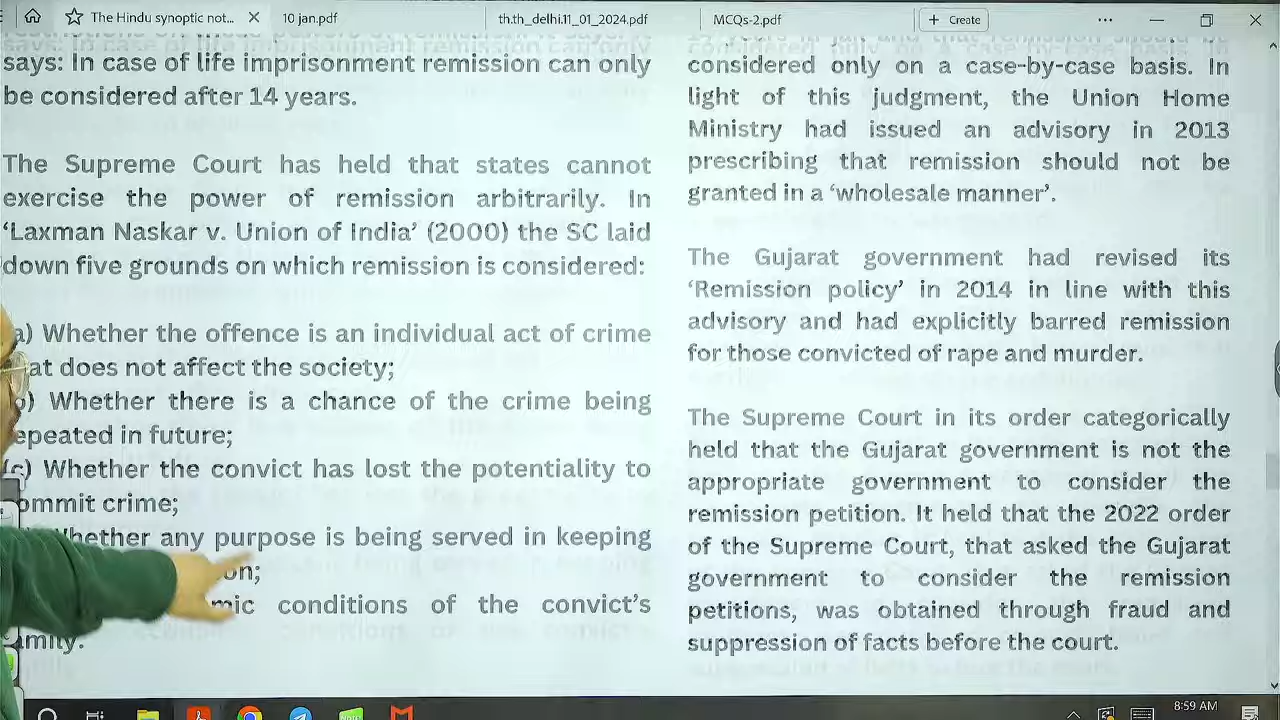 The Hindu synoptic not...
10 jan.pdf
th.th_delhi.11_01_2024.pdf
MCQs-2.pdf
+ Create
says: In case of life imprisonment remission can only
be considered after 14 years.
The Supreme Court has held that states cannot
exercise the power of remission arbitrarily. In
‘Laxman Naskar v. Union of India’ (2000) the SC laid
down five grounds on which remission is considered:
a) Whether the offence is an individual act of crime
at does not affect the society;
) Whether there is a chance of the crime being
epeated in future;
(c) Whether the convict has lost the potentiality to
ommit crime;
hether any purpose is being served in keeping
on;
mic conditions of the convict’s
amily.
considered only on a case-by-case basis. In
light of this judgment, the Union Home
Ministry had issued an advisory in 2013
prescribing that remission should not be
granted in a ‘wholesale manner’.
The Gujarat government had revised its
‘Remission policy’ in 2014 in line with this
advisory and had explicitly barred remission
for those convicted of rape and murder.
The Supreme Court in its order categorically
held that the Gujarat government is not the
appropriate government to consider the
remission petition. It held that the 2022 order
of the Supreme Court, that asked the Gujarat
government to consider the remission
petitions, was obtained through fraud and
suppression of facts before the court.
8:59 AM